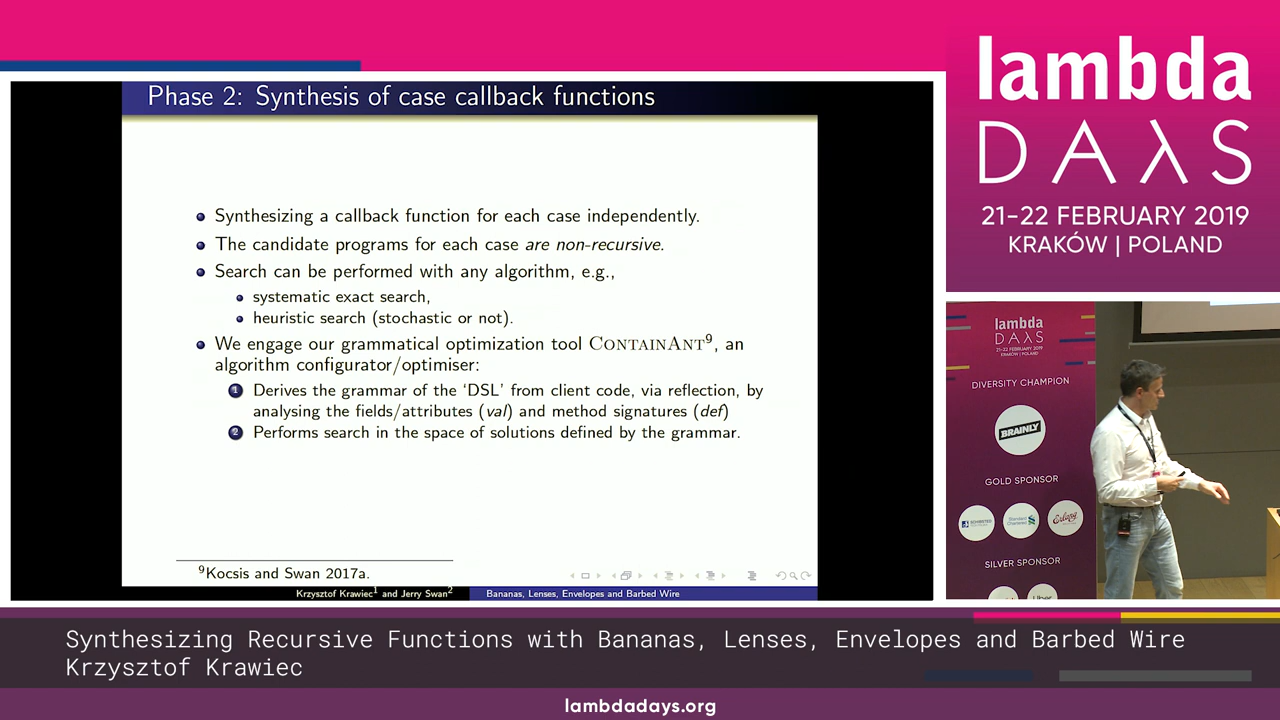 Phase 2: Synthesis of case callback functions
Synthesizing a callback function for each case independently.
The candidate programs for each case are non-recursive.
Search can be performed with any algorithm, e.g.,
systematic exact search,
heuristic search (stochastic or not).
We engage our grammatical optimization tool CONTAINANT⁹, an
algorithm configurator/optimiser:
1 Derives the grammar of the ‘DSL’ from client code, via reflection, by
analysing the fields/attributes (val) and method signatures (def)
2 Performs search in the space of solutions defined by the grammar.
⁹Kocsis and Swan 2017a.
Krzysztof Krawiec¹ and Jerry Swan²
Bananas, Lenses, Envelopes and Barbed Wire
lambda
DAλS
21-22 FEBRUARY 2019
KRAKÓW | POLAND
lambda
DAλS
21-22 FEBRUARY 2019
KRAKÓW | POLAND
DIVERSITY CHAMPION
BRAINLY
GOLD SPONSOR
Standard
Chartered
Erlang
SILVER SPONSOR
Uber
Synthesizing Recursive Functions with Bananas, Lenses, Envelopes and Barbed Wire
Krzysztof Krawiec
lambdadays.org